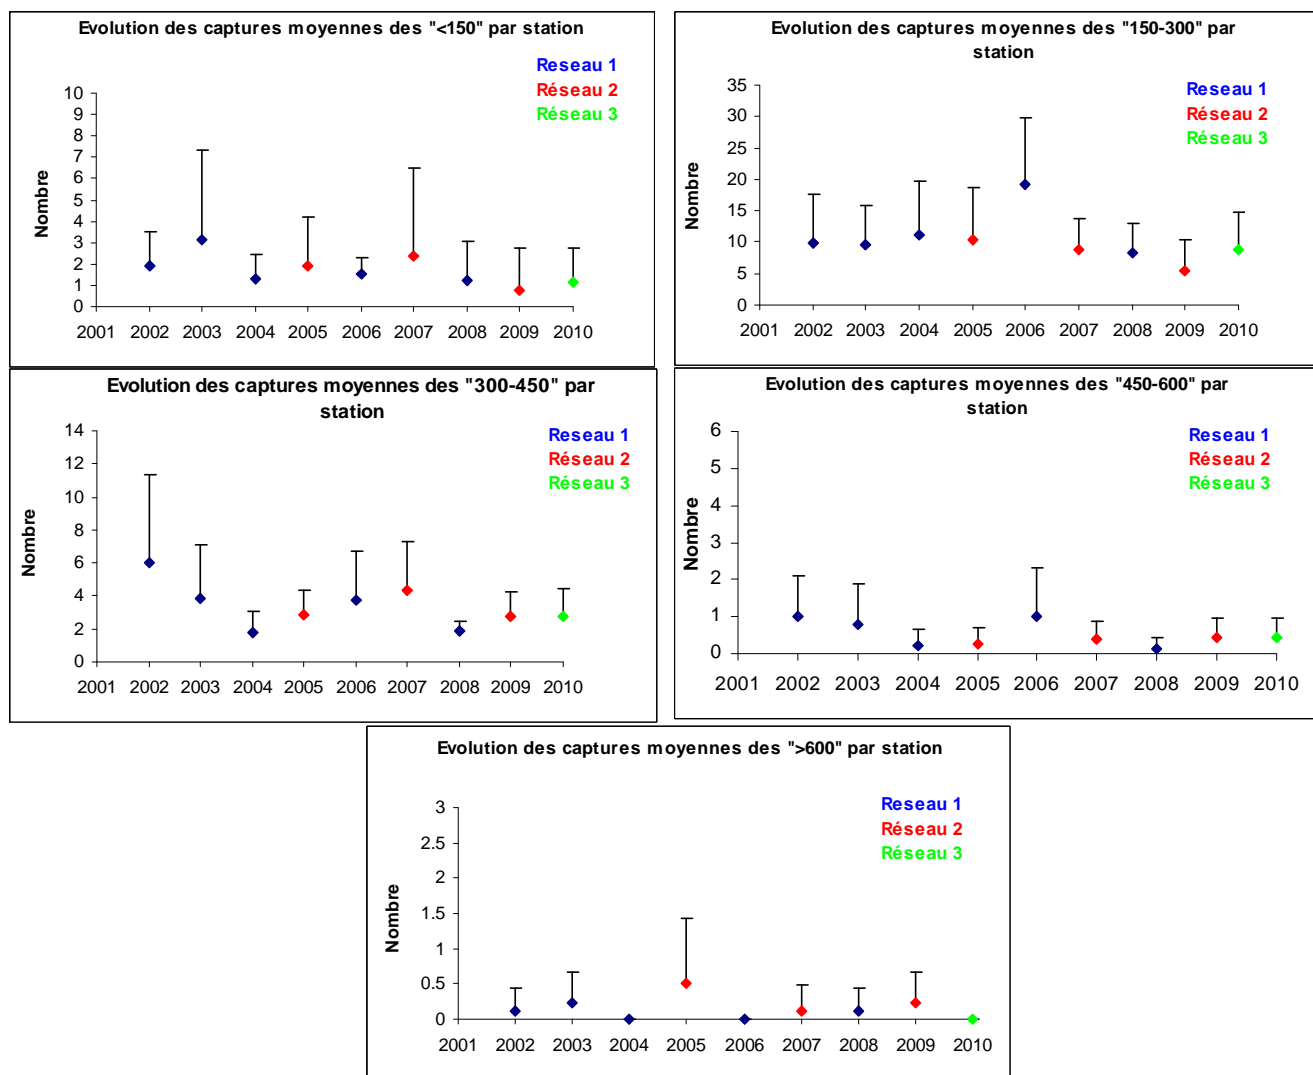 Evolution des captures moyennes des "<150" par station
Reseau 1
Réseau 2
Réseau 3
Nombre
10
9
8
7
6
5
4
3
2
1
0
2001 2002 2003 2004 2005 2006 2007 2008 2009 2010
Evolution des captures moyennes des "150-300" par
station
Reseau 1
Réseau 2
Réseau 3
Nombre
35
30
25
20
15
10
5
0
2001 2002 2003 2004 2005 2006 2007 2008 2009 2010
Evolution des captures moyennes des "300-450" par
station
Reseau 1
Réseau 2
Réseau 3
Nombre
14
12
10
8
6
4
2
0
2001 2002 2003 2004 2005 2006 2007 2008 2009 2010
Evolution des captures moyennes des "450-600" par
station
Reseau 1
Réseau 2
Réseau 3
Nombre
6
5
4
3
2
1
0
2001 2002 2003 2004 2005 2006 2007 2008 2009 2010
Evolution des captures moyennes des ">600" par station
Reseau 1
Réseau 2
Réseau 3
Nombre
3
2.5
2
1.5
1
0.5
0
2001 2002 2003 2004 2005 2006 2007 2008 2009 2010